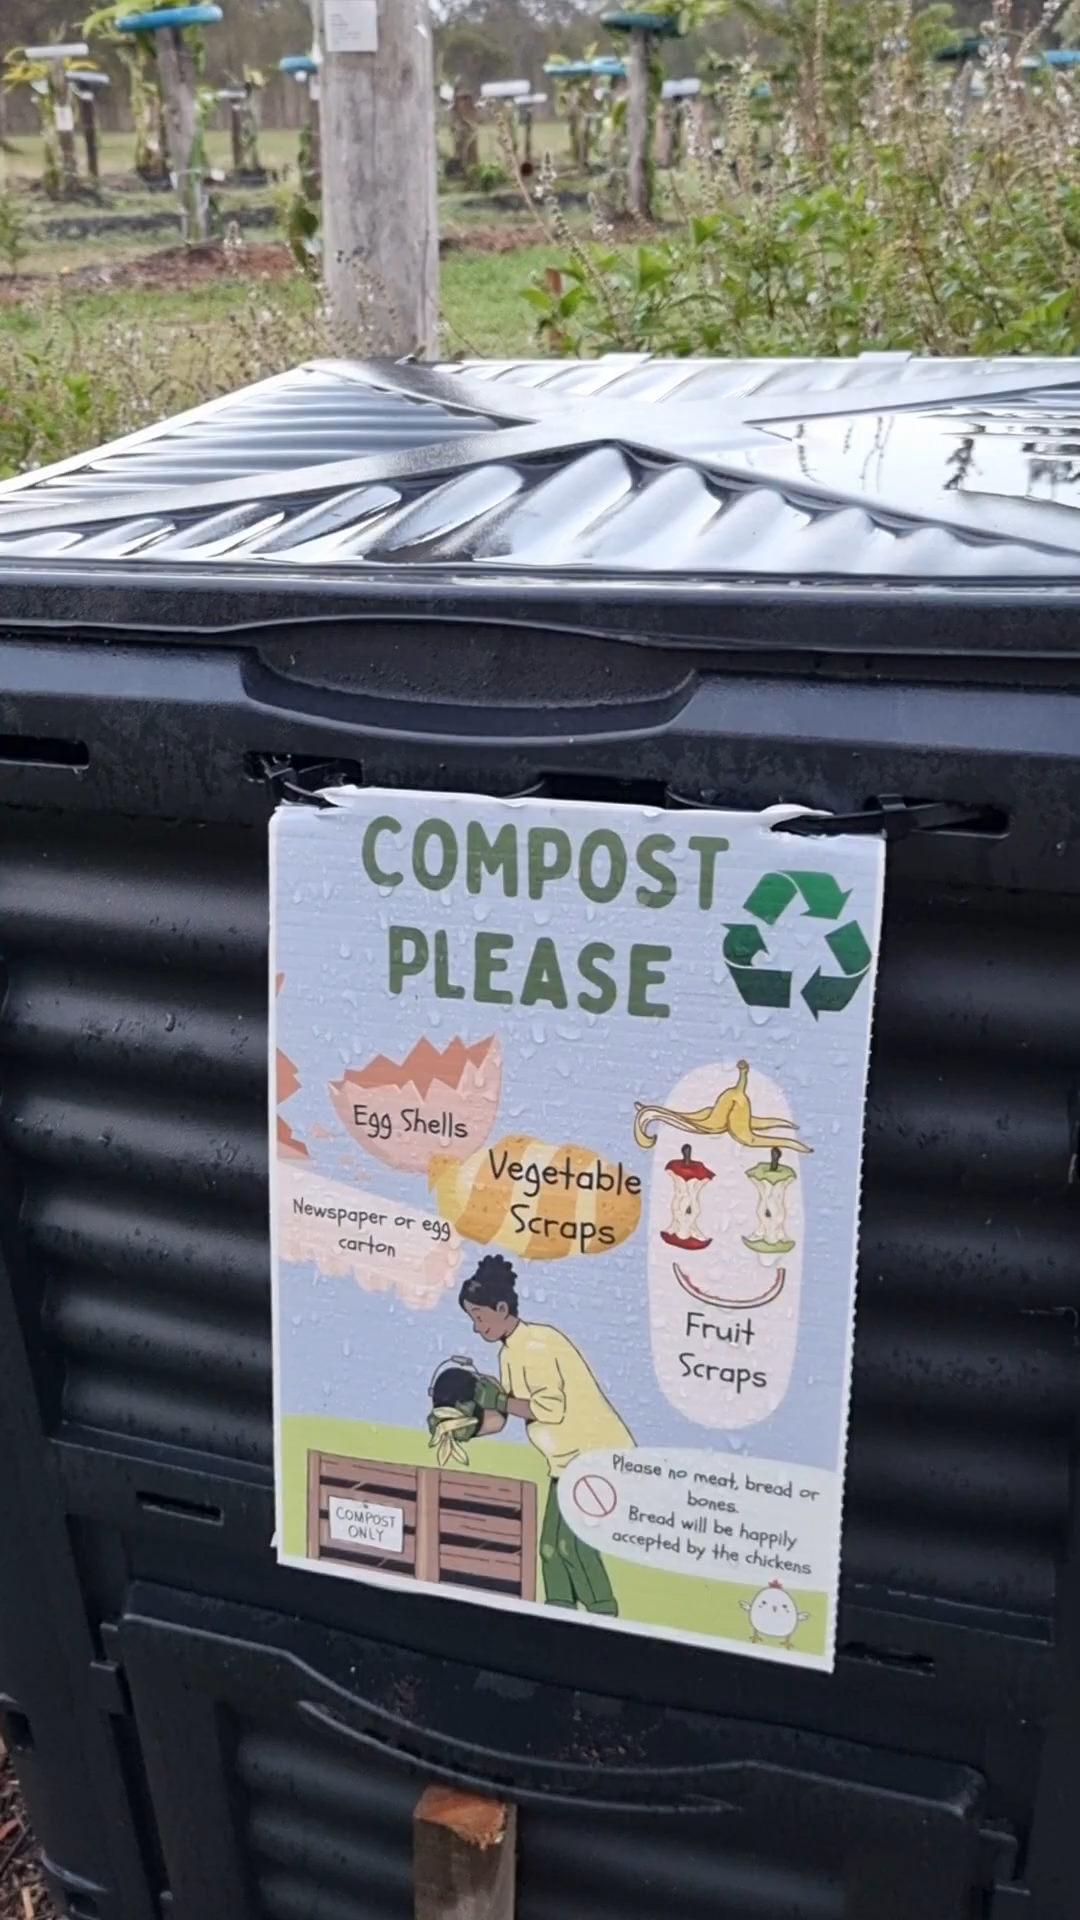 COMPOST
PLEASE
Egg Shells
Vegetable
Scraps
Newspaper or egg
carton
Fruit
Scraps
Please no meat, bread or
bones.
Bread will be happily
accepted by the chickens
COMPOST
ONLY